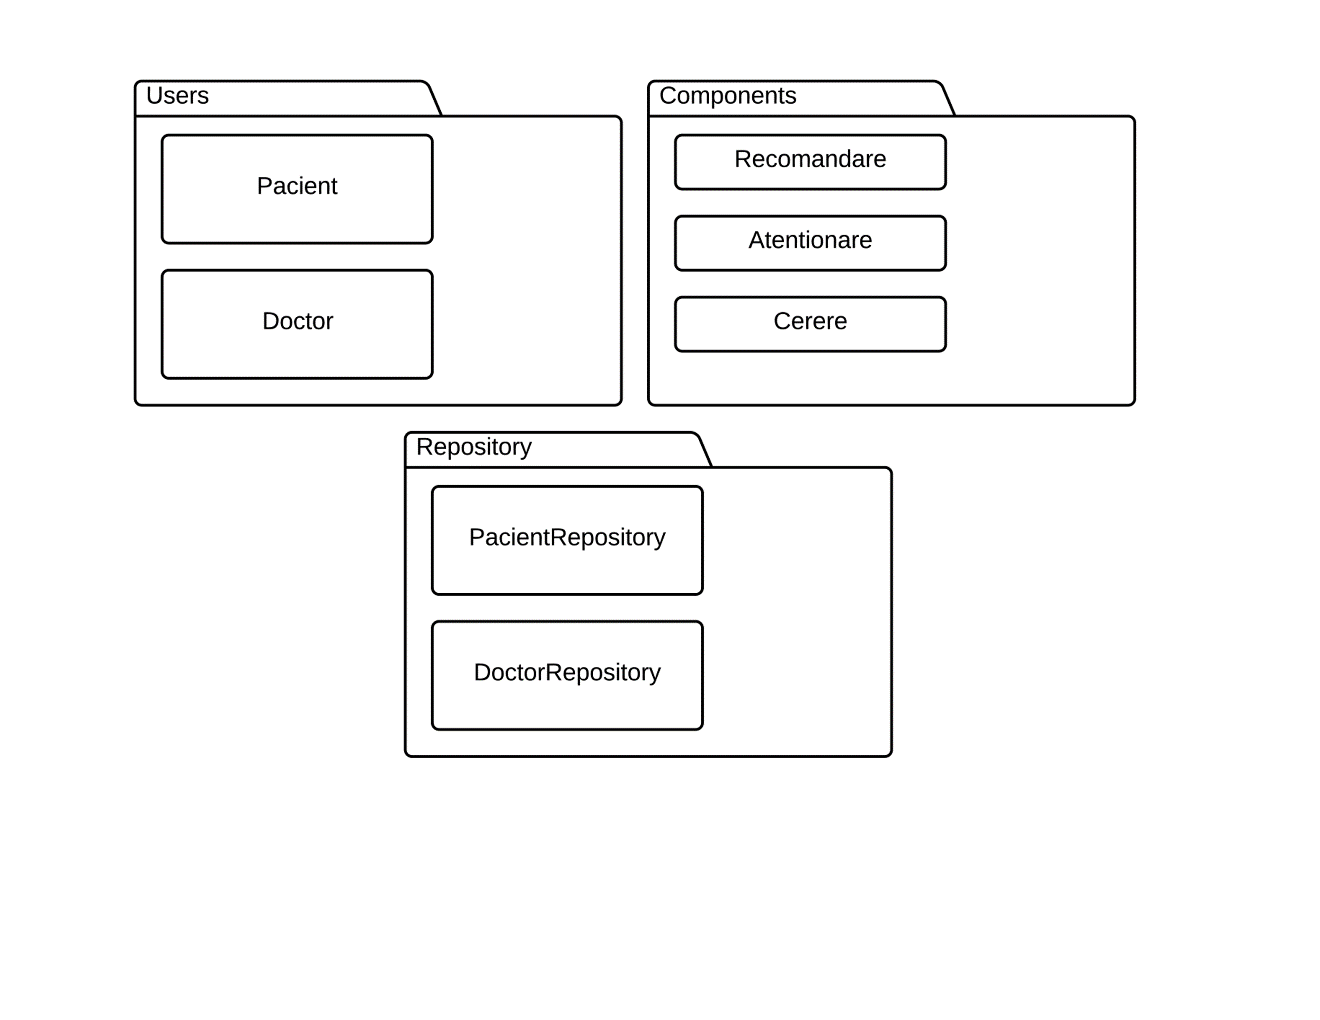 Users
Pacient
Doctor
Components
Recomandare
Atentionare
Cerere
Repository
PacientRepository
DoctorRepository